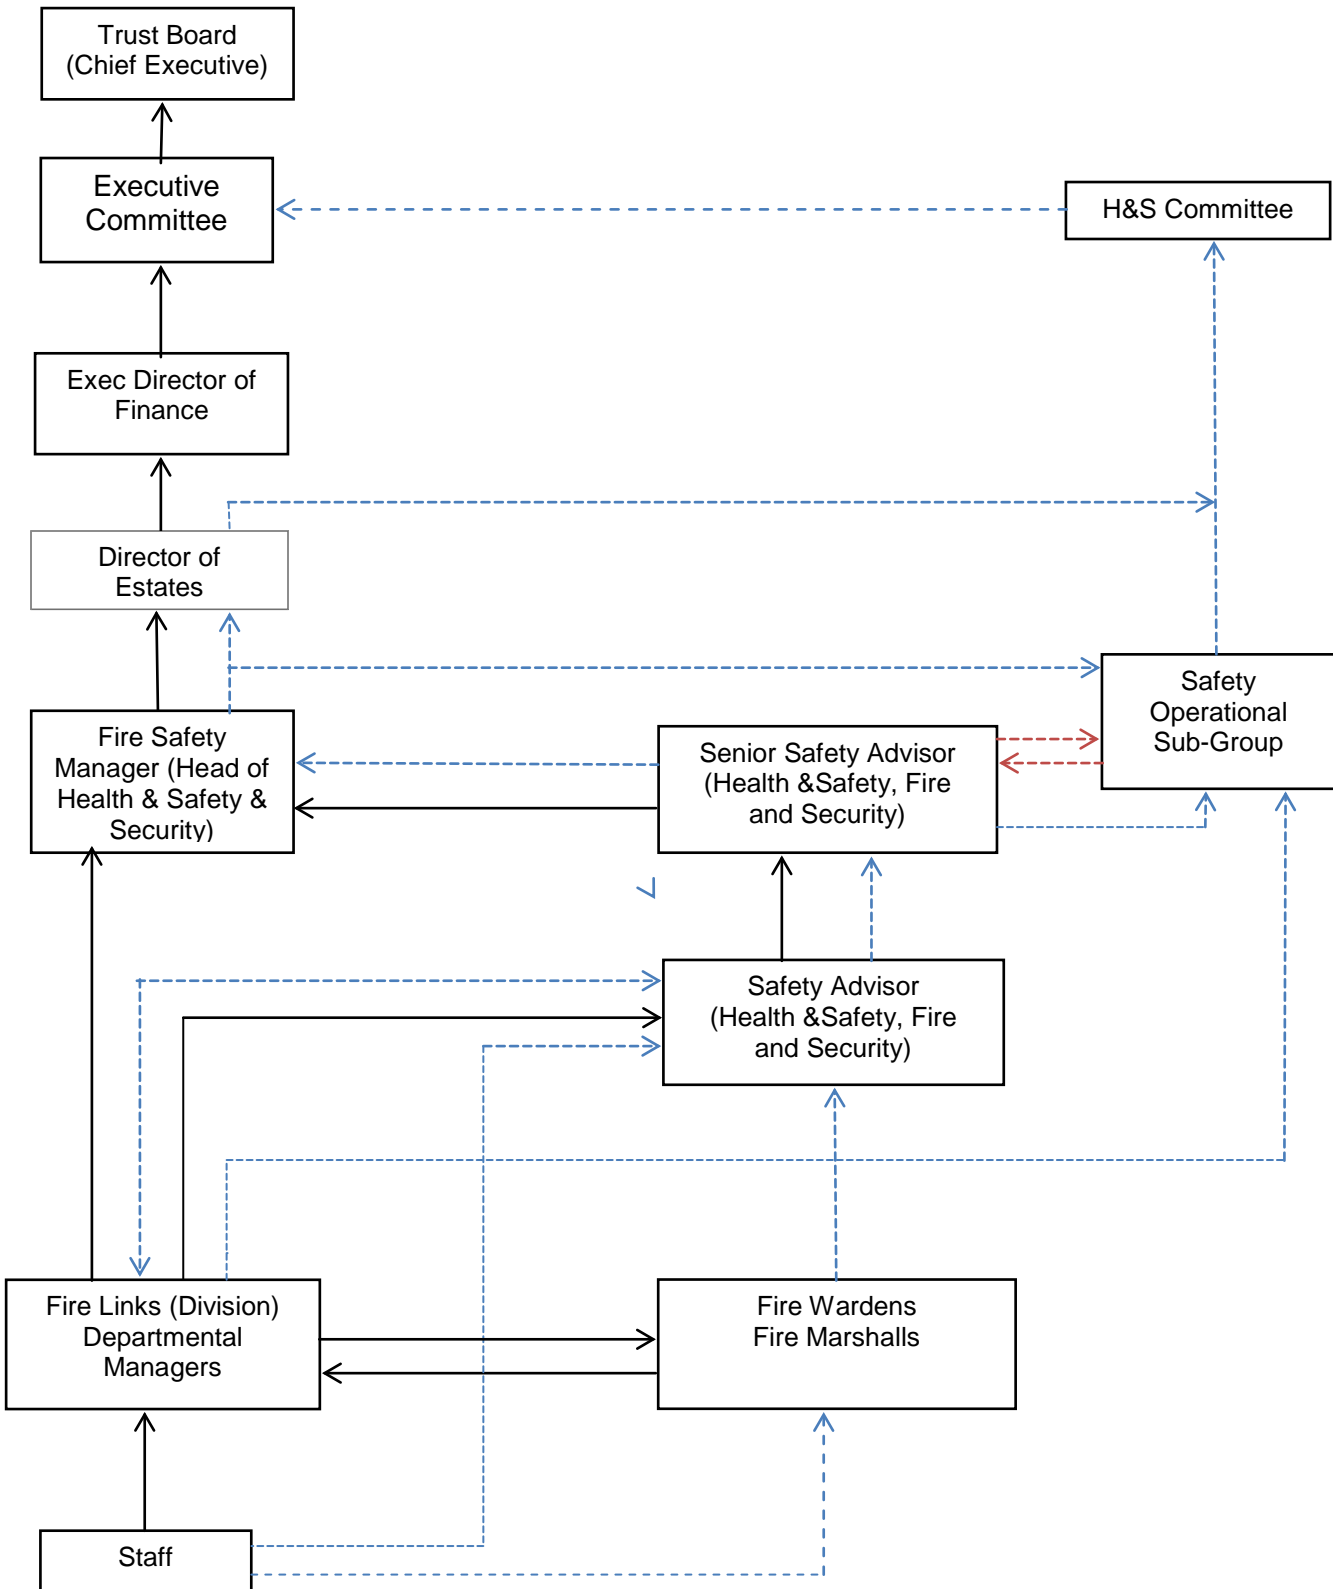 Trust Board
(Chief Executive)
Executive
Committee
H&S Committee
Exec Director of
Finance
Director of
Estates
Safety
Operational
Sub-Group
Fire Safety
Manager (Head of
Health & Safety &
Security)
Senior Safety Advisor
(Health &Safety, Fire
and Security)
Safety Advisor
(Health &Safety, Fire
and Security)
Fire Links (Division)
Departmental
Managers
Fire Wardens
Fire Marshalls
Staff